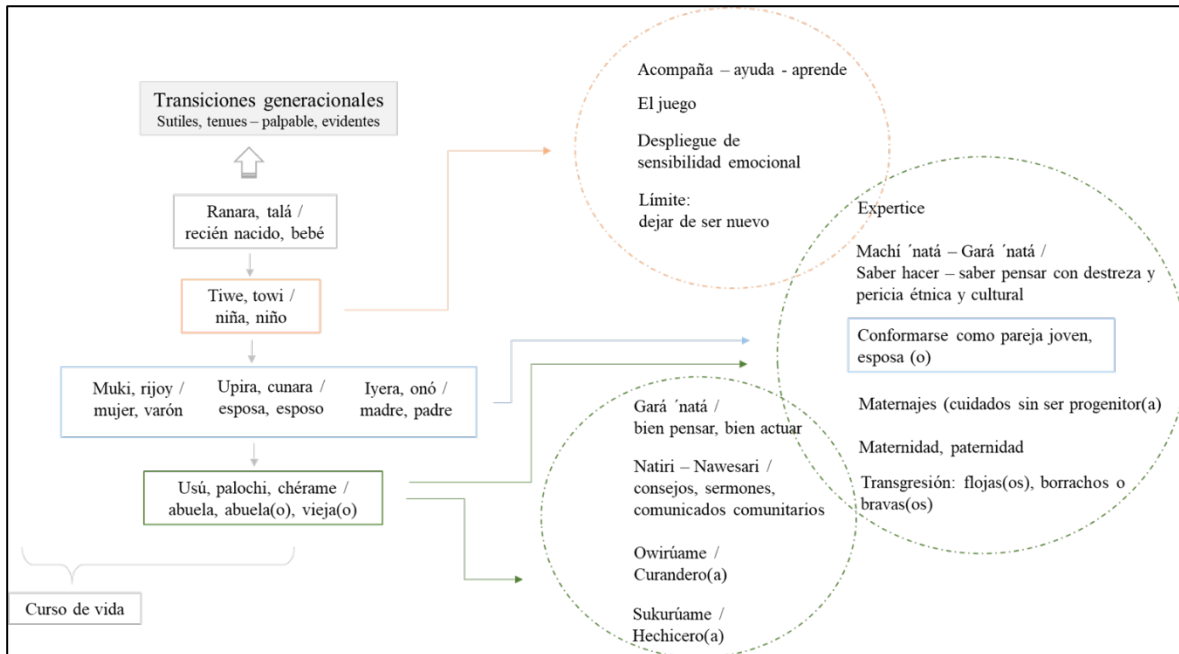 Transiciones generacionales
Sutiles, tenues – palpable, evidentes
Ranara, talá /
recién nacido, bebé
Tiwe, towi /
niña, niño
Muki, rijoy /
mujer, varón
Upira, cunara /
esposa, esposo
Iyera, onó /
madre, padre
Usú, palochi, chérame /
abuela, abuela(o), vieja(o)
Curso de vida
Acompaña – ayuda - aprende
El juego
Despliegue de
sensibilidad emocional
Límite:
dejar de ser nuevo
Expertice
Machí ´natá – Gará ´natá /
Saber hacer – saber pensar con destreza y
pericia étnica y cultural
Conformarse como pareja joven,
esposa (o)
Maternajes (cuidados sin ser progenitor(a)
Maternidad, paternidad
Transgresión: flojas(os), borrachos o
bravas(os)
Gará ´natá /
bien pensar, bien actuar
Natiri – Nawesari /
consejos, sermones,
comunicados comunitarios
Owirúame /
Curandero(a)
Sukurúame /
Hechicero(a)